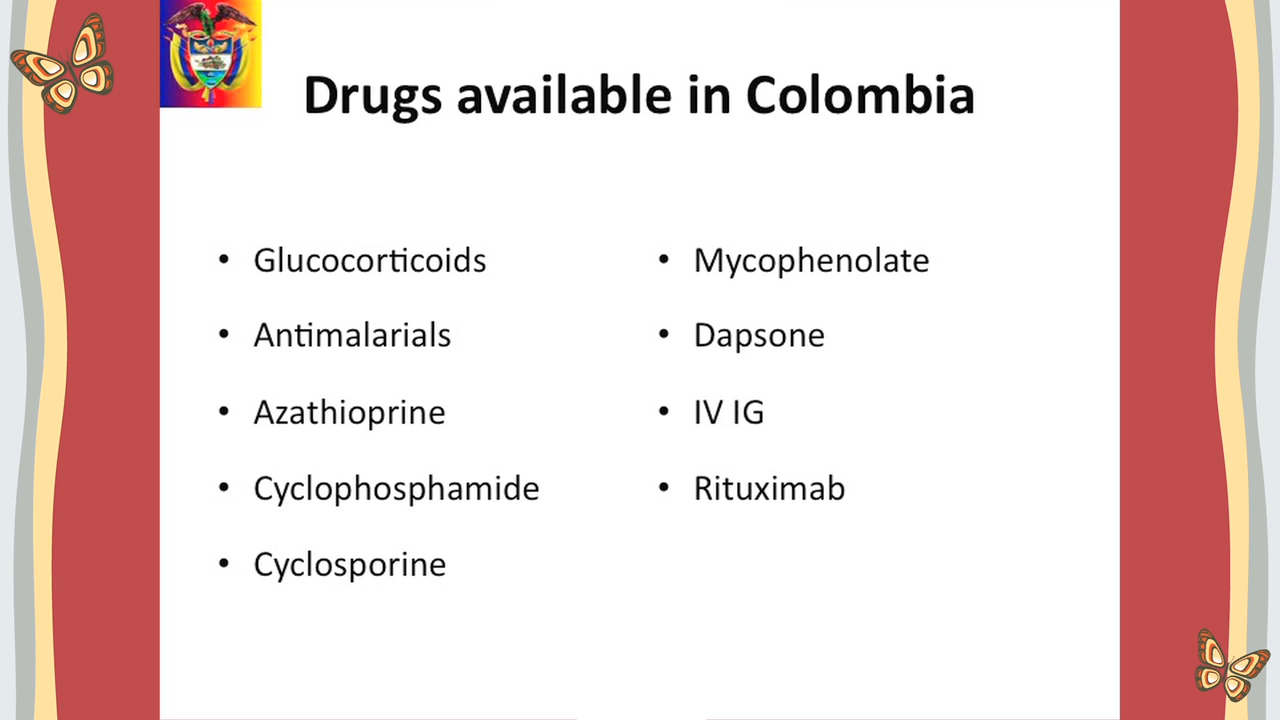 Drugs available in Colombia
• Glucocorticoids
• Antimalarials
• Azathioprine
• Cyclophosphamide
• Cyclosporine
• Mycophenolate
• Dapsone
• IV IG
• Rituximab